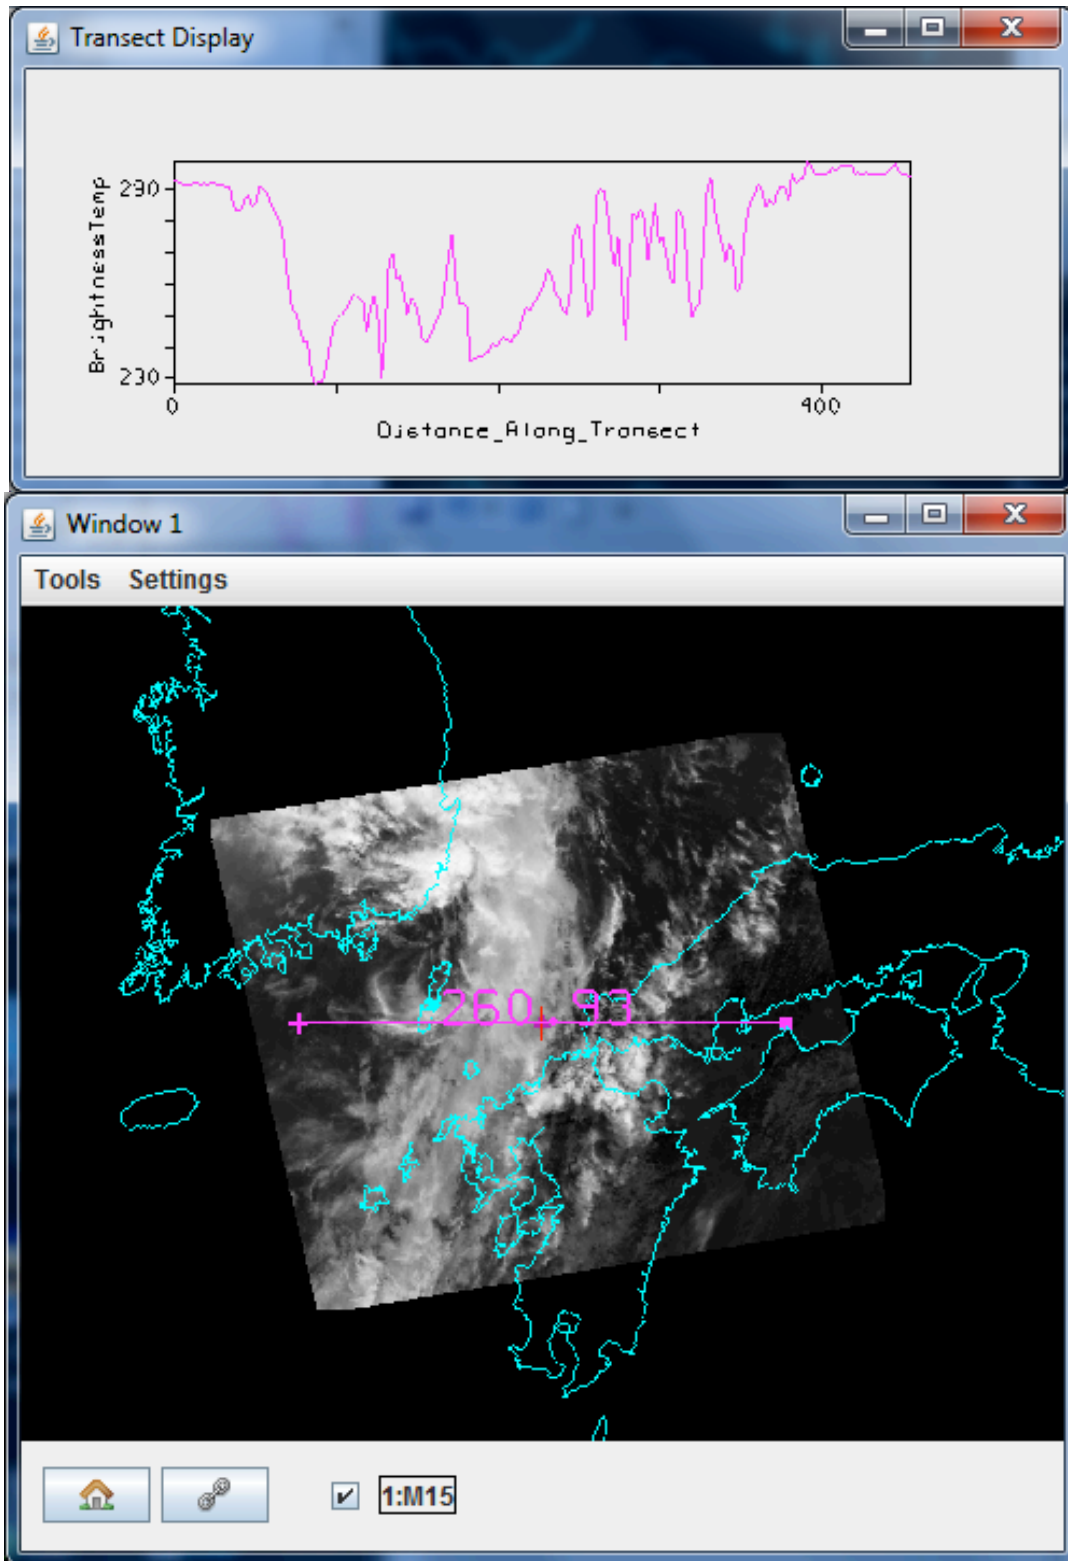 Transect Display
BrightnessTemp
290
230
0
400
Distance_Along_Transect
Window 1
Tools Settings
260.93
1:M15